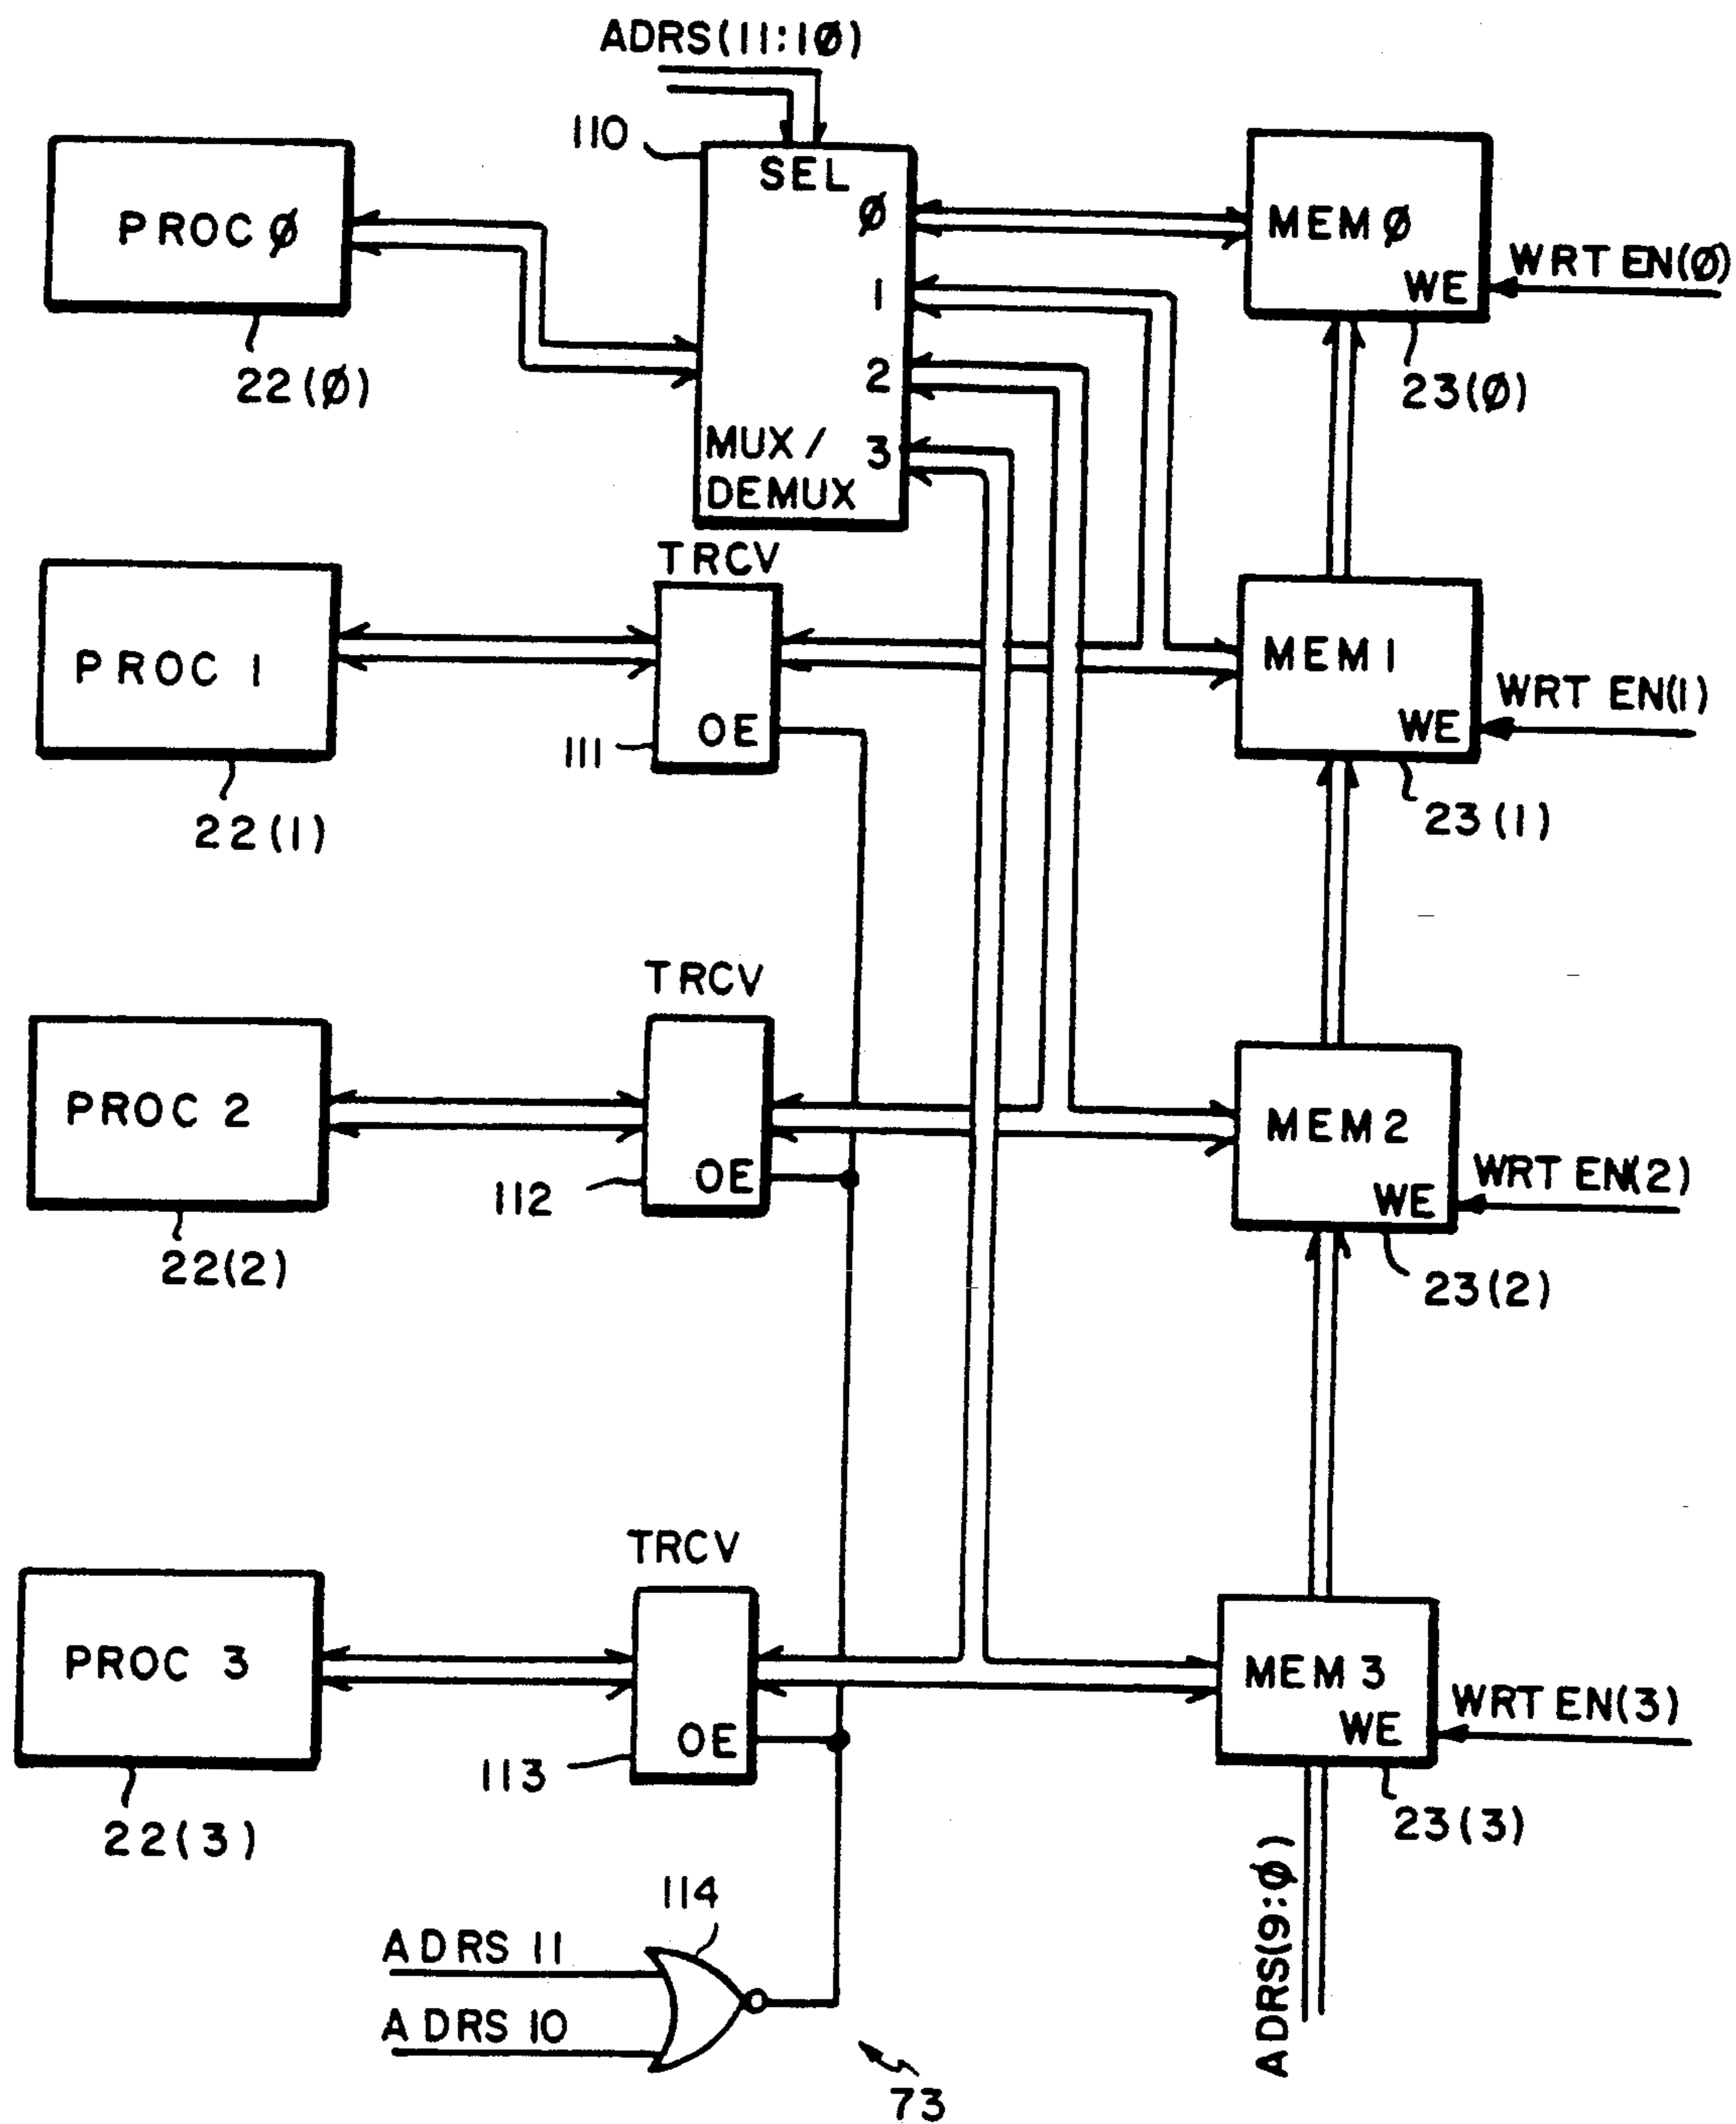 ADRS(11:1Ø)
110
SEL
PROC Ø
Ø
MEM Ø
WRT EN(Ø)
WE
1
22(Ø)
2
23(Ø)
MUX/
DEMUX
3
TRCV
PROC 1
MEM 1
WRT EN(1)
OE
WE
111
22(1)
23(1)
TRCV
PROC 2
MEM 2
WRT EN(2)
OE
WE
112
22(2)
23(2)
TRCV
PROC 3
MEM 3
WRT EN(3)
OE
WE
113
22(3)
23(3)
114
ADRS 11
ADRS 10
ADRS(9:Ø)
73